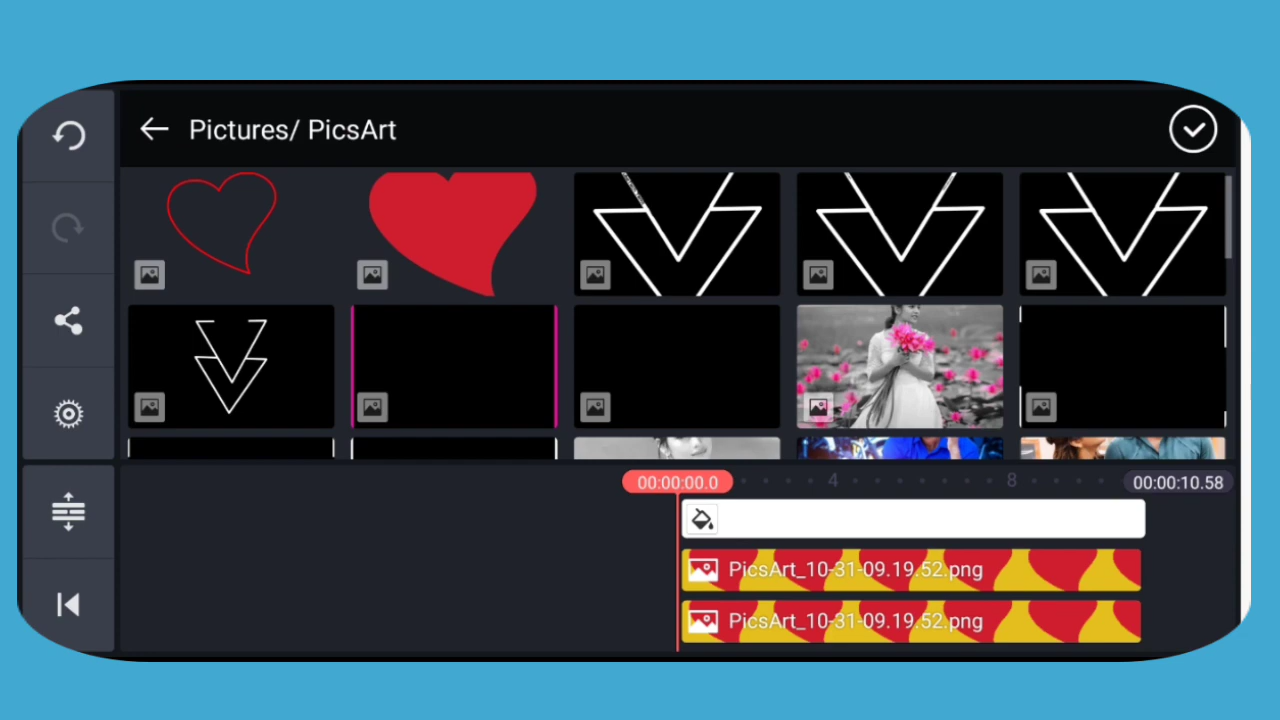 Pictures/ PicsArt
00:00:00.0
4
8
00:00:10.58
PicsArt_10-31-09.19.52.png
PicsArt_10-31-09.19.52.png